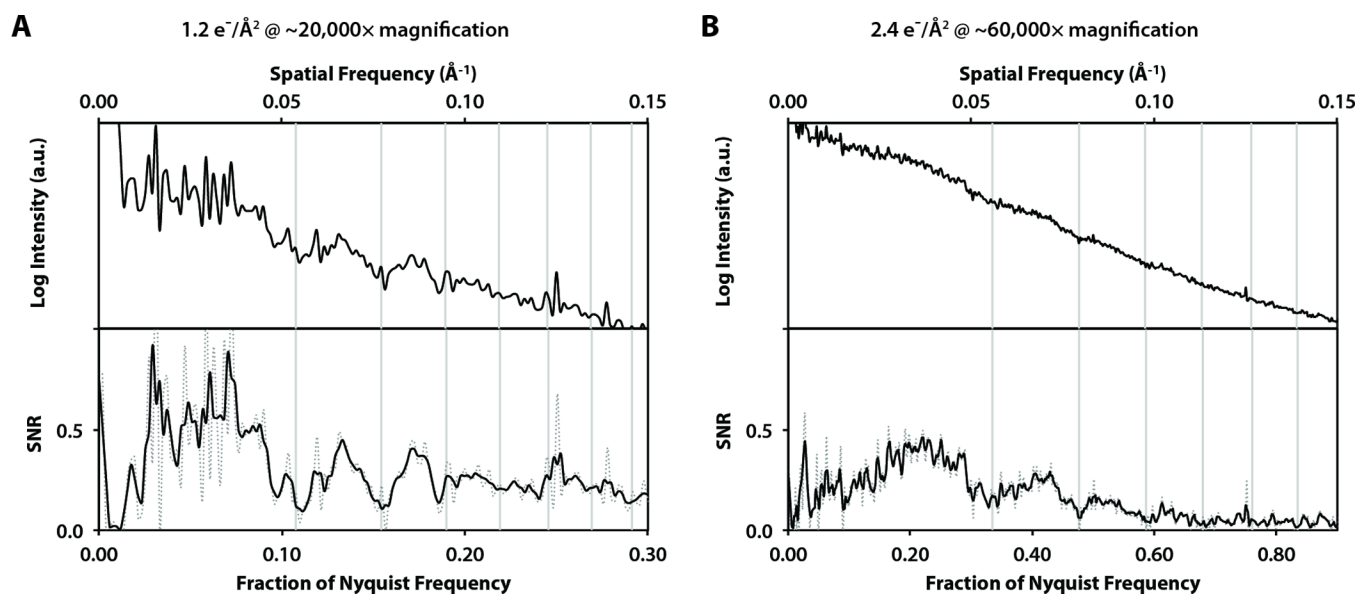 A
1.2 e⁻/Å² @ ~20,000× magnification
Spatial Frequency (Å⁻¹)
0.00 0.05 0.10 0.15
Log Intensity (a.u.)
SNR
0.5
0.0
0.00 0.10 0.20 0.30
Fraction of Nyquist Frequency
B
2.4 e⁻/Å² @ ~60,000× magnification
Spatial Frequency (Å⁻¹)
0.00 0.05 0.10 0.15
Log Intensity (a.u.)
SNR
0.5
0.0
0.00 0.20 0.40 0.60 0.80
Fraction of Nyquist Frequency